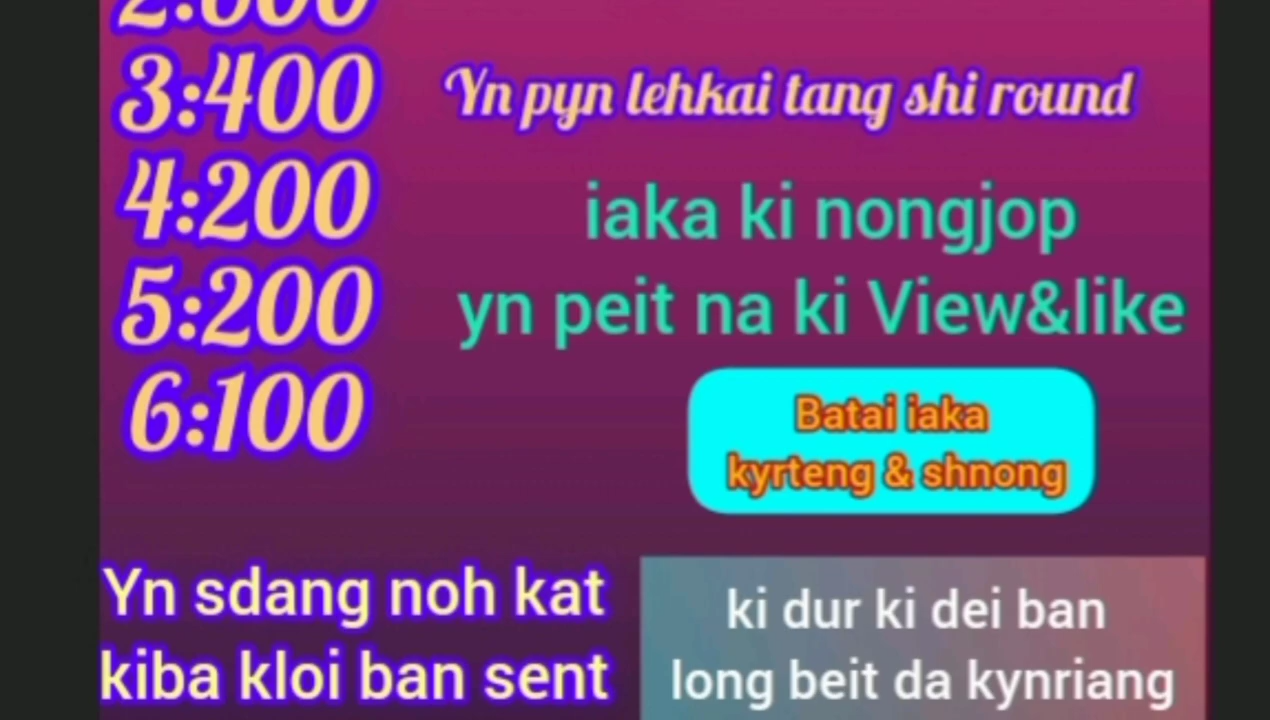 3:400
Yn pyn lehkai tang shi round
4:200
iaka ki nongjop
5:200
yn peit na ki View&like
6:100
Batai iaka
kyrteng & shnong
Yn sdang noh kat
kiba kloi ban sent
ki dur ki dei ban
long beit da kynriang